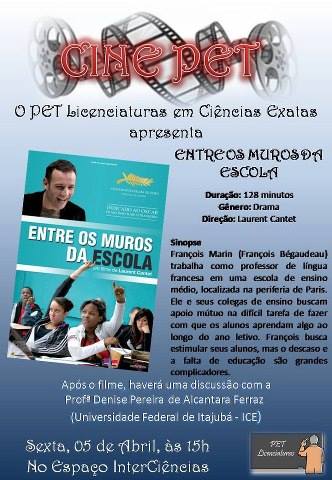 CINE PET
O PET Licenciaturas em Ciências Exatas
apresenta
ENTRE OS MUROS DA
ESCOLA
Duração: 128 minutos
Gênero: Drama
Direção: Laurent Cantet
ENTRE OS MUROS
DA ESCOLA
um filme de Laurent Cantet
Sinopse
François Marin (François Bégaudeau)
trabalha como professor de língua
francesa em uma escola de ensino
médio, localizada na periferia de Paris.
Ele e seus colegas de ensino buscam
apoio mútuo na difícil tarefa de fazer
com que os alunos aprendam algo ao
longo do ano letivo. François busca
estimular seus alunos, mas o descaso e
a falta de educação são grandes
complicadores.
Após o filme, haverá uma discussão com a
Profª Denise Pereira de Alcantara Ferraz
(Universidade Federal de Itajubá - ICE)
Sexta, 05 de Abril, às 15h
No Espaço InterCiências
PET
Licenciaturas